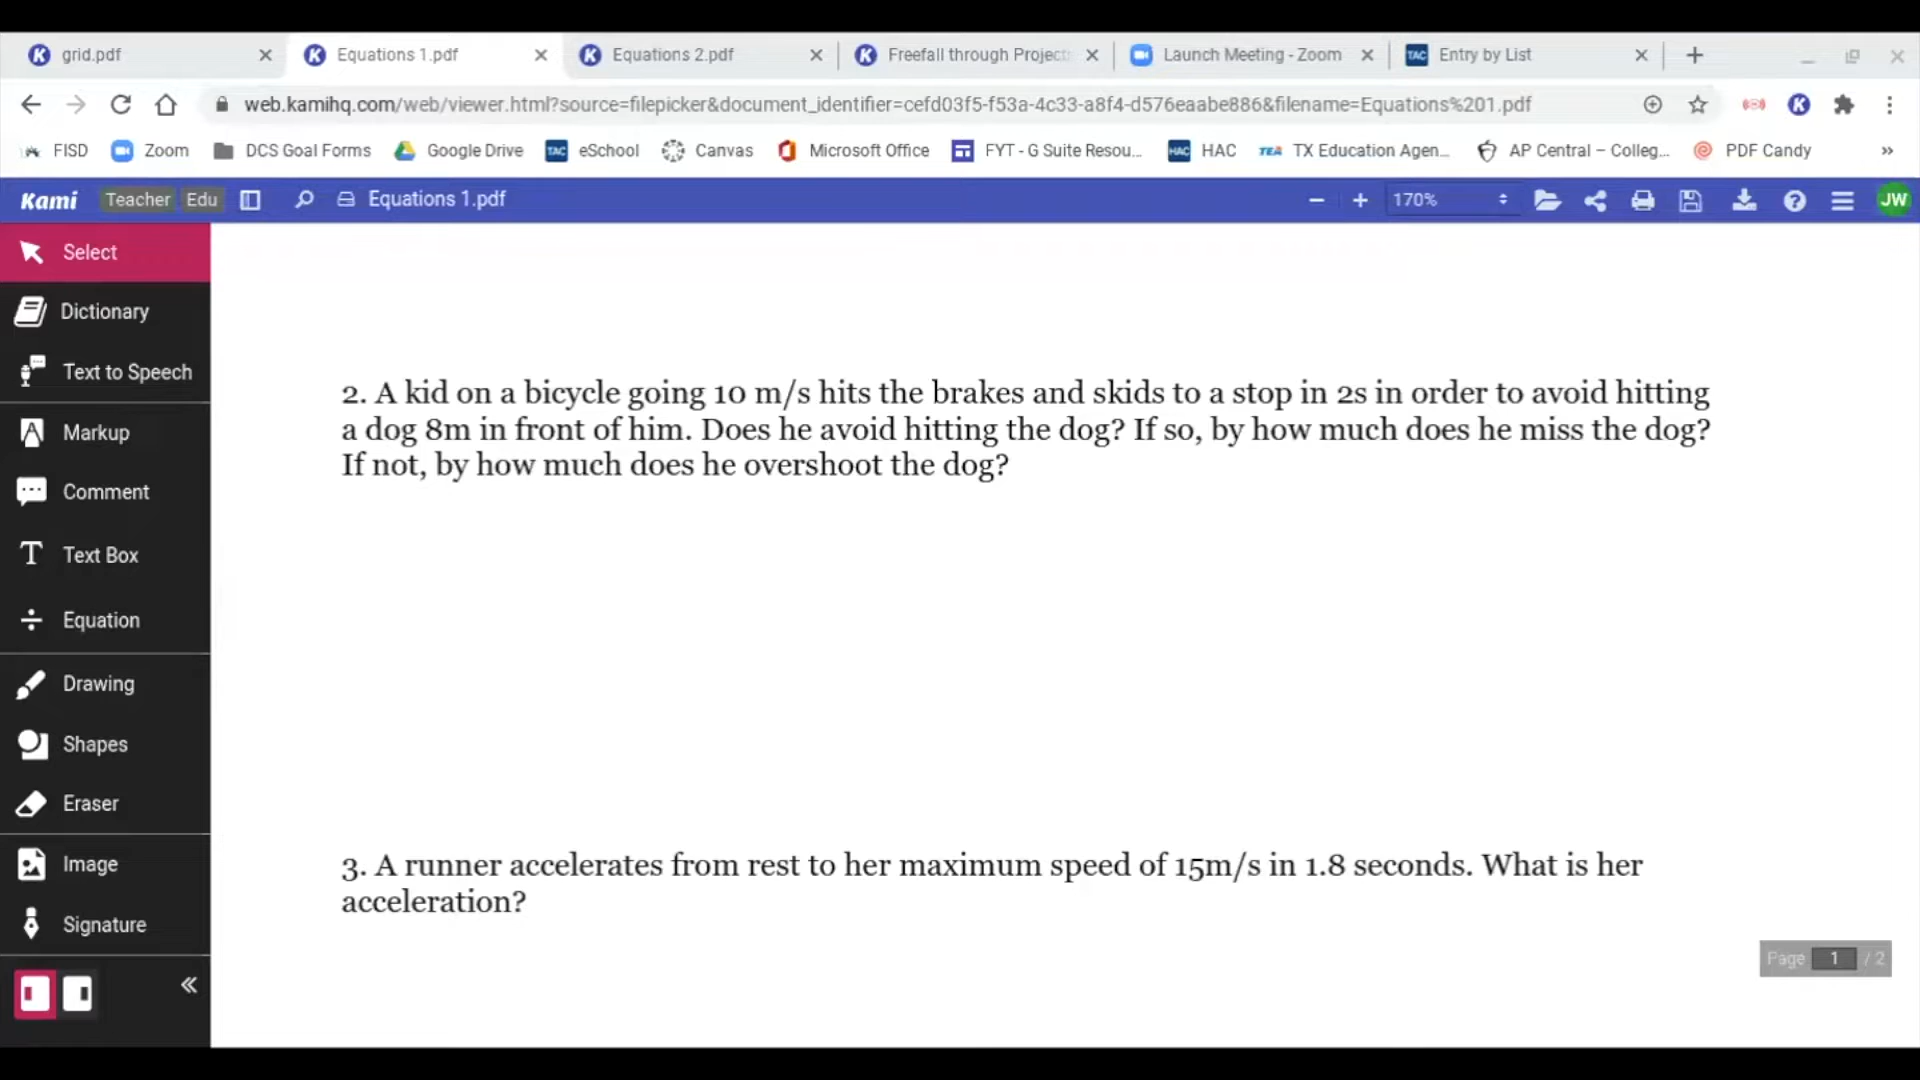 grid.pdf
Equations 1.pdf
Equations 2.pdf
Freefall through Project
Launch Meeting - Zoom
TAC
Entry by List
web.kamihq.com/web/viewer.html?source=filepicker&document_identifier=cefd03f5-f53a-4c33-a8f4-d576eaabe886&filename=Equations%201.pdf
FISD
Zoom
DCS Goal Forms
Google Drive
TAC
eSchool
Canvas
Microsoft Office
FYT - G Suite Resou...
HAC
HAC
TEA
TX Education Agen...
AP Central – Colleg...
PDF Candy
»
Kami
Teacher
Edu
Equations 1.pdf
170%
JW
Select
Dictionary
Text to Speech
Markup
Comment
Text Box
Equation
Drawing
Shapes
Eraser
Image
Signature
2. A kid on a bicycle going 10 m/s hits the brakes and skids to a stop in 2s in order to avoid hitting
a dog 8m in front of him. Does he avoid hitting the dog? If so, by how much does he miss the dog?
If not, by how much does he overshoot the dog?
3. A runner accelerates from rest to her maximum speed of 15m/s in 1.8 seconds. What is her
acceleration?
Page 1 / 2